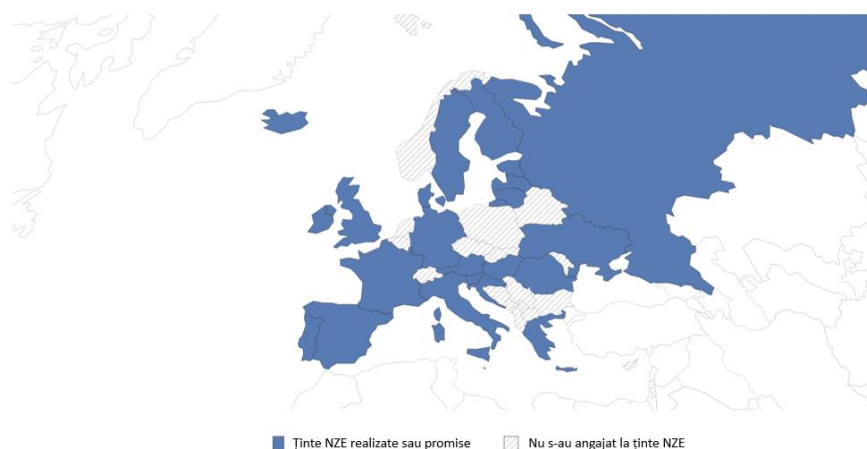 Ținte NZE realizate sau promise
Nu s-au angajat la ținte NZE